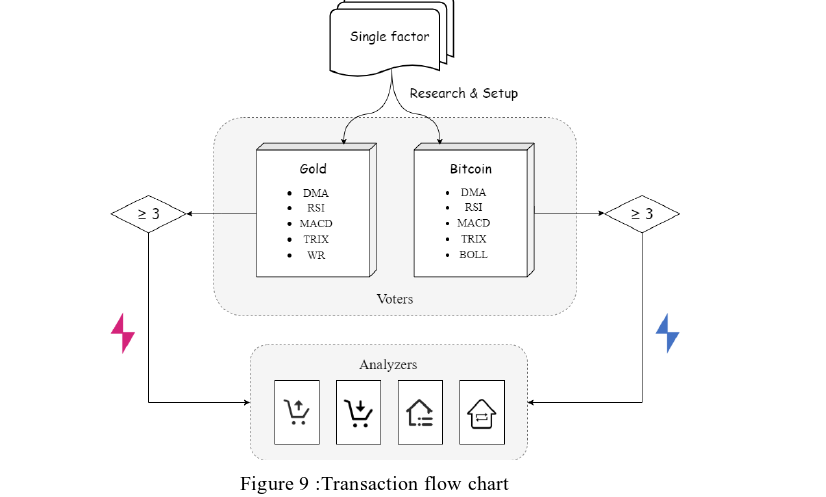 Single factor
Research & Setup
Gold
• DMA
• RSI
• MACD
• TRIX
• WR
Bitcoin
• DMA
• RSI
• MACD
• TRIX
• BOLL
≥ 3
≥ 3
Voters
Analyzers
Figure 9 :Transaction flow chart